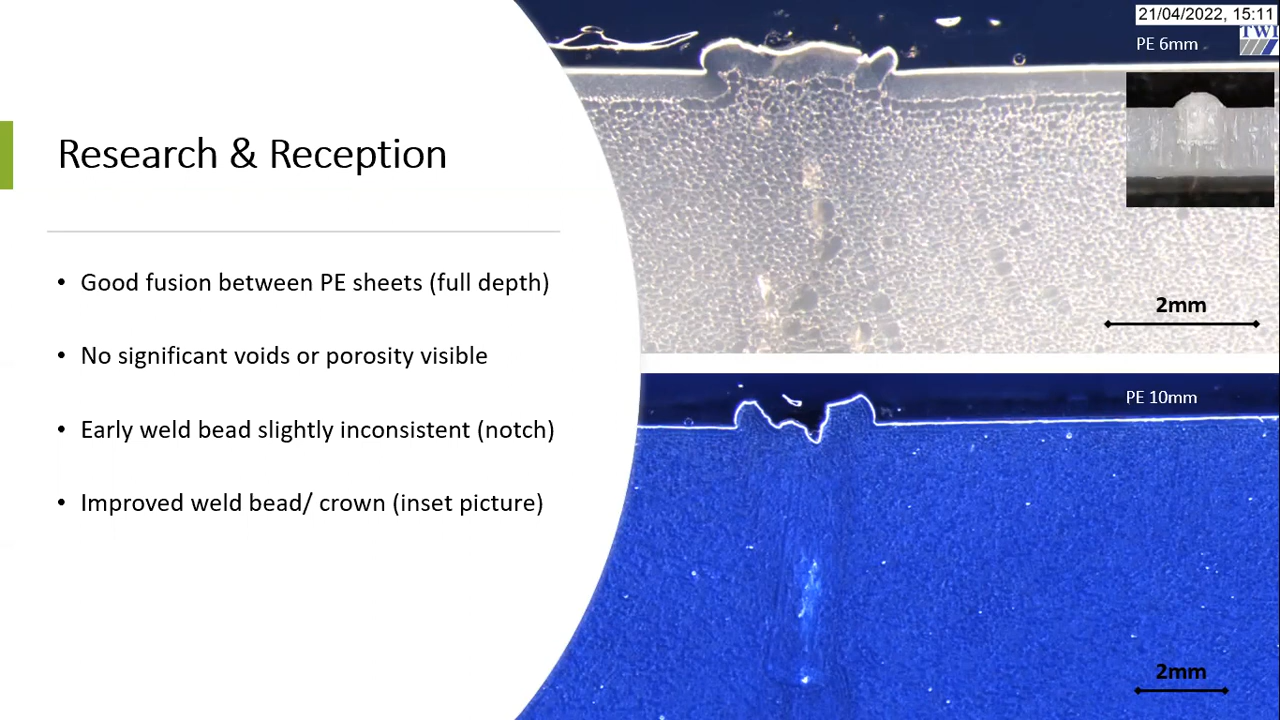 21/04/2022, 15:11
TWI
PE 6mm
Research & Reception
• Good fusion between PE sheets (full depth)
• No significant voids or porosity visible
• Early weld bead slightly inconsistent (notch)
• Improved weld bead/ crown (inset picture)
2mm
PE 10mm
2mm